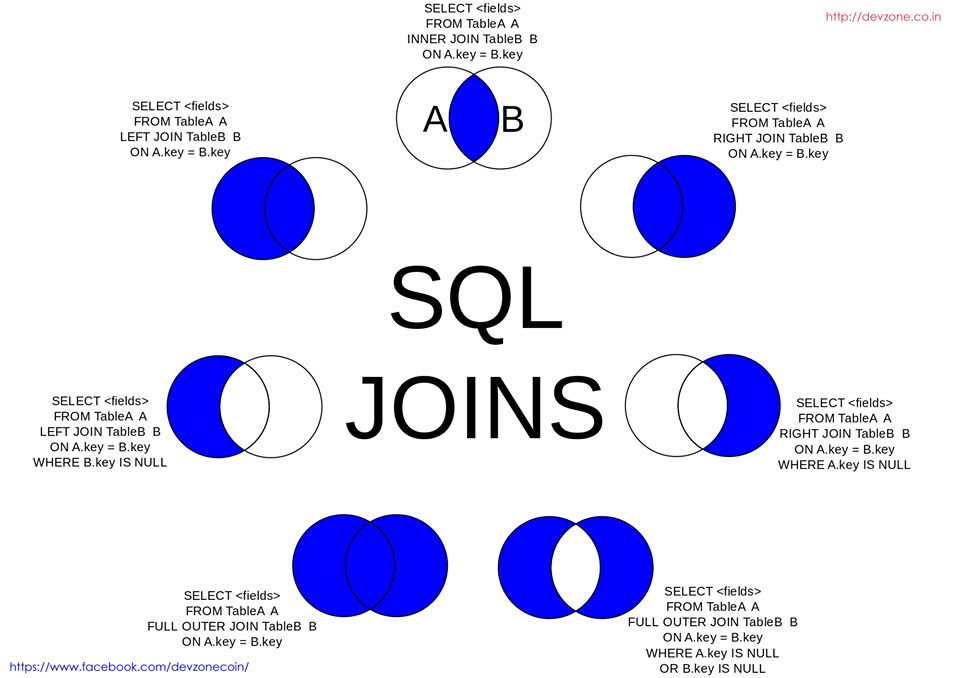 SELECT <fields>
FROM TableA A
INNER JOIN TableB B
ON A.key = B.key
http://devzone.co.in
A B
SELECT <fields>
FROM TableA A
LEFT JOIN TableB B
ON A.key = B.key
SELECT <fields>
FROM TableA A
RIGHT JOIN TableB B
ON A.key = B.key
SQL
JOINS
SELECT <fields>
FROM TableA A
LEFT JOIN TableB B
ON A.key = B.key
WHERE B.key IS NULL
SELECT <fields>
FROM TableA A
RIGHT JOIN TableB B
ON A.key = B.key
WHERE A.key IS NULL
SELECT <fields>
FROM TableA A
FULL OUTER JOIN TableB B
ON A.key = B.key
SELECT <fields>
FROM TableA A
FULL OUTER JOIN TableB B
ON A.key = B.key
WHERE A.key IS NULL
OR B.key IS NULL
https://www.facebook.com/devzonecoin/